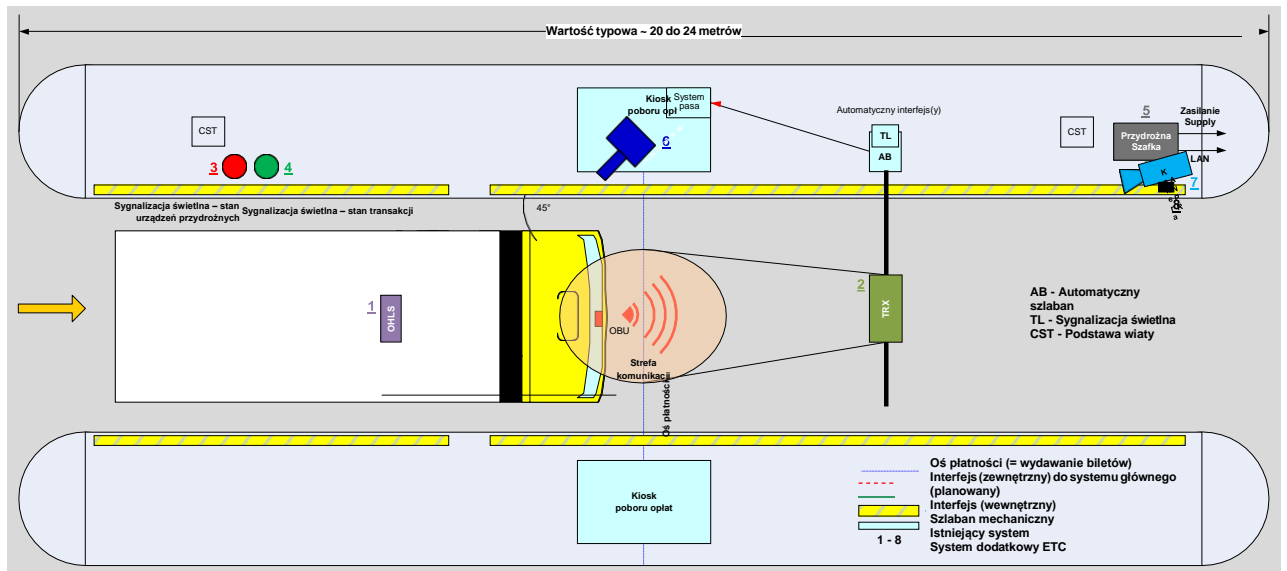 Wartość typowa ~ 20 do 24 metrów
Kiosk
poboru opł
System
pasa
Automatyczny interfejs(y)
5
Zasilanie
Supply
CST
TL
CST
Przydrożna
Szafka
3
4
6
AB
LAN
K
7
Sygnalizacja świetlna – stan
urządzeń przydrożnych
Sygnalizacja świetlna – stan transakcji
45°
1
OHLS
2
TRX
OBU
Strefa
komunikacji
Oś płatności
AB - Automatyczny
szlaban
TL - Sygnalizacja świetlna
CST - Podstawa wiaty
Kiosk
poboru opłat
Oś płatności (= wydawanie biletów)
Interfejs (zewnętrzny) do systemu głównego
(planowany)
Interfejs (wewnętrzny)
Szlaban mechaniczny
Istniejący system
1 - 8
System dodatkowy ETC